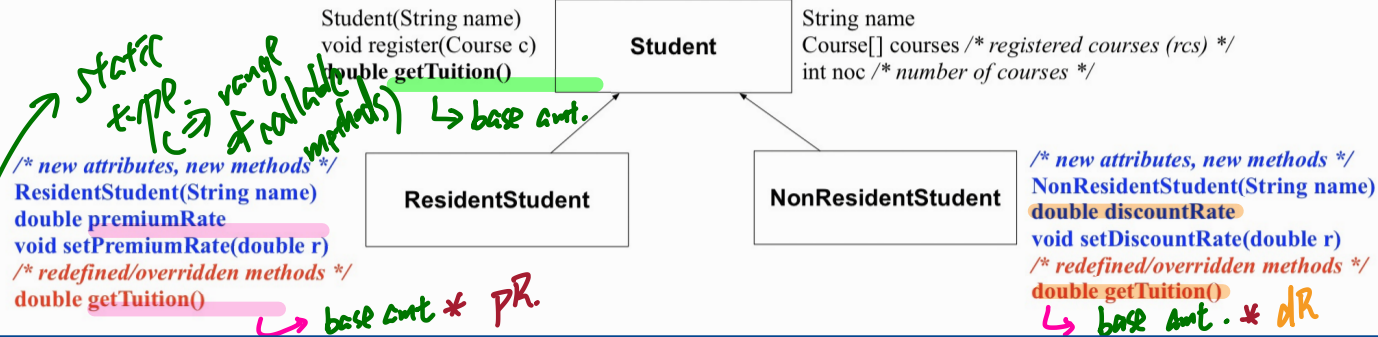 Student(String name)
void register(Course c)
double getTuition()
Student
String name
Course[] courses /* registered courses (rcs) */
int noc /* number of courses */
static
type
↳ range
of callable
methods)
↳ base amt.
/* new attributes, new methods */
ResidentStudent(String name)
double premiumRate
void setPremiumRate(double r)
/* redefined/overridden methods */
double getTuition()
↳ base amt * pR.
ResidentStudent
NonResidentStudent
/* new attributes, new methods */
NonResidentStudent(String name)
double discountRate
void setDiscountRate(double r)
/* redefined/overridden methods */
double getTuition()
↳ base amt. * dR